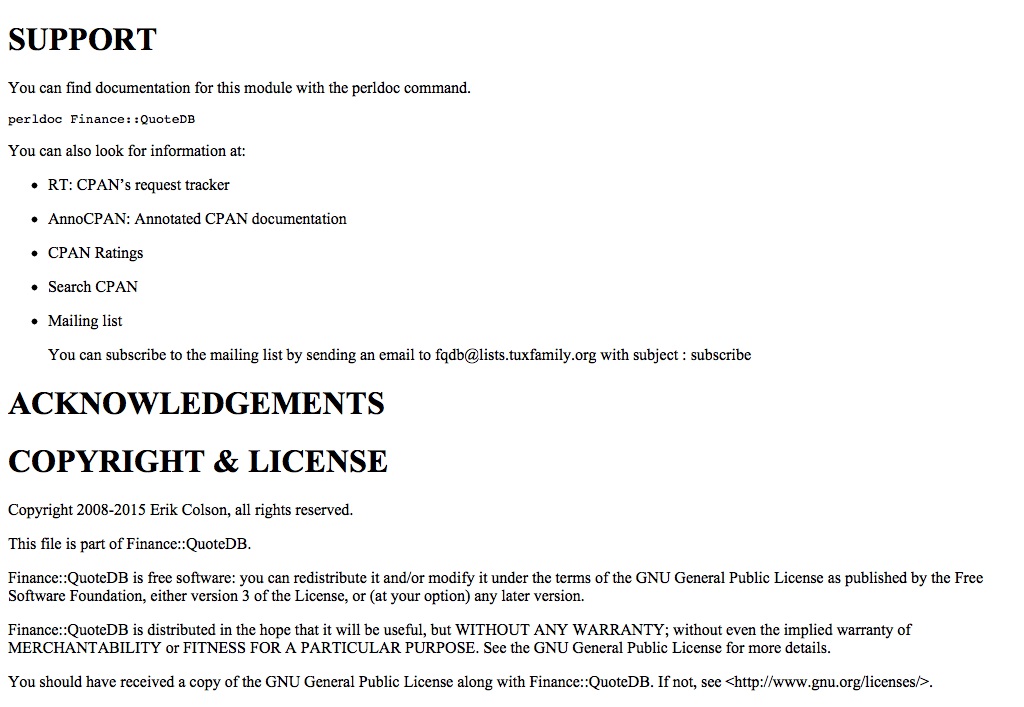 SUPPORT
You can find documentation for this module with the perldoc command.
perldoc Finance::QuoteDB
You can also look for information at:
• RT: CPAN’s request tracker
• AnnoCPAN: Annotated CPAN documentation
• CPAN Ratings
• Search CPAN
• Mailing list
You can subscribe to the mailing list by sending an email to fqdb@lists.tuxfamily.org with subject : subscribe
ACKNOWLEDGEMENTS
COPYRIGHT & LICENSE
Copyright 2008-2015 Erik Colson, all rights reserved.
This file is part of Finance::QuoteDB.
Finance::QuoteDB is free software: you can redistribute it and/or modify it under the terms of the GNU General Public License as published by the Free
Software Foundation, either version 3 of the License, or (at your option) any later version.
Finance::QuoteDB is distributed in the hope that it will be useful, but WITHOUT ANY WARRANTY; without even the implied warranty of
MERCHANTABILITY or FITNESS FOR A PARTICULAR PURPOSE. See the GNU General Public License for more details.
You should have received a copy of the GNU General Public License along with Finance::QuoteDB. If not, see <http://www.gnu.org/licenses/>.